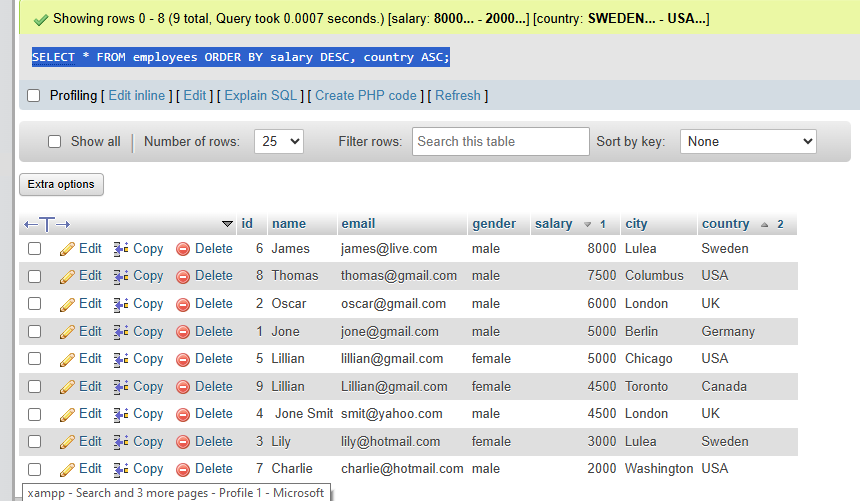 Showing rows 0 - 8 (9 total, Query took 0.0007 seconds.) [salary: 8000... - 2000...] [country: SWEDEN... - USA...]
SELECT * FROM employees ORDER BY salary DESC, country ASC;
Profiling [ Edit inline ] [ Edit ] [ Explain SQL ] [ Create PHP code ] [ Refresh ]
Show all | Number of rows: 25 Filter rows: Search this table Sort by key: None
Extra options
←T→ id name email gender salary 1 city country 2
Edit Copy Delete 6 James james@live.com male 8000 Lulea Sweden
Edit Copy Delete 8 Thomas thomas@gmail.com male 7500 Columbus USA
Edit Copy Delete 2 Oscar oscar@gmail.com male 6000 London UK
Edit Copy Delete 1 Jone jone@gmail.com male 5000 Berlin Germany
Edit Copy Delete 5 Lillian lillian@gmail.com female 5000 Chicago USA
Edit Copy Delete 9 Lillian Lillian@gmail.com female 4500 Toronto Canada
Edit Copy Delete 4 Jone Smit smit@yahoo.com male 4500 London UK
Edit Copy Delete 3 Lily lily@hotmail.com female 3000 Lulea Sweden
Edit Copy Delete 7 Charlie charlie@hotmail.com male 2000 Washington USA
xampp - Search and 3 more pages - Profile 1 - Microsoft